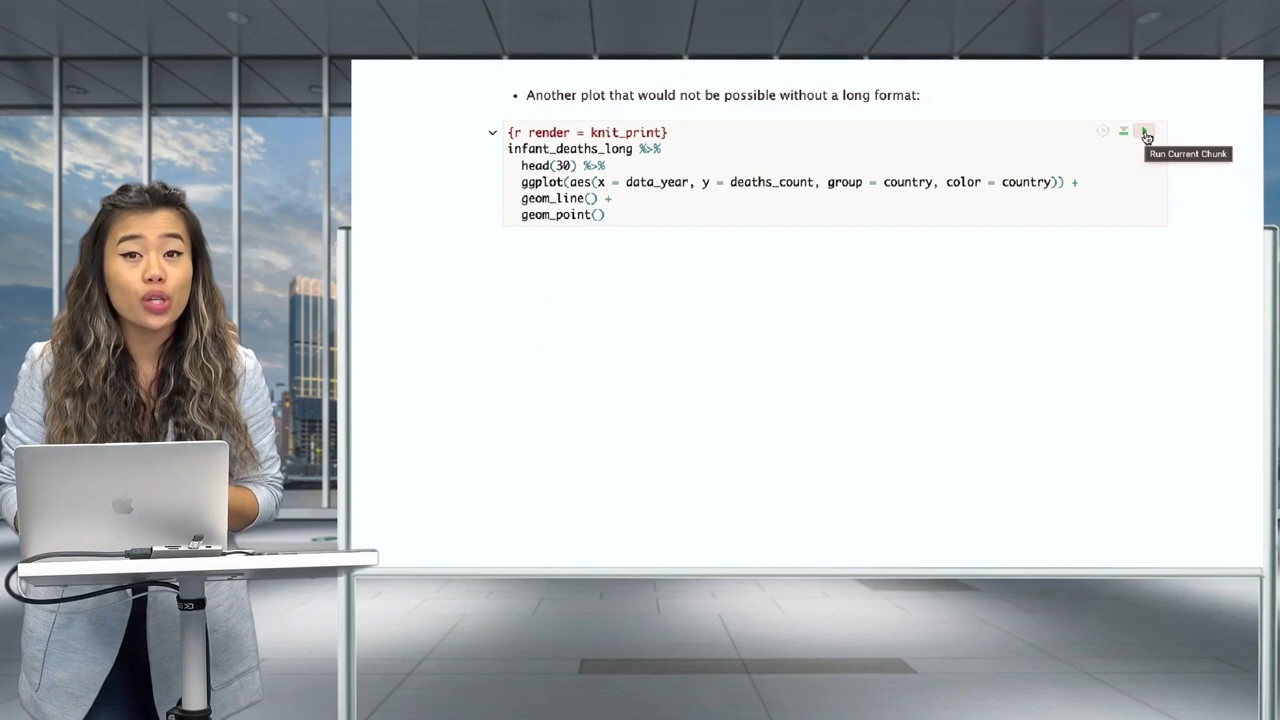 • Another plot that would not be possible without a long format:
{r render = knit_print}
infant_deaths_long %>%
head(30) %>%
ggplot(aes(x = data_year, y = deaths_count, group = country, color = country)) +
geom_line() +
geom_point()
Run Current Chunk